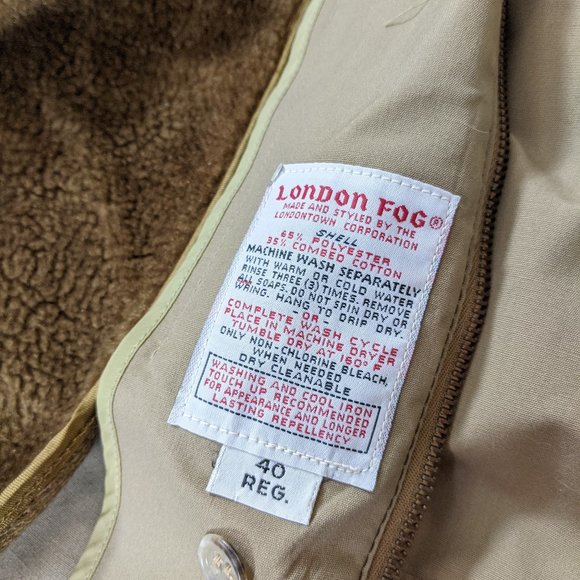 LONDON FOG®
MADE AND STYLED BY THE
LONDONTOWN CORPORATION
SHELL
65% POLYESTER
35% COMBED COTTON
MACHINE WASH SEPARATELY
WITH WARM OR COLD WATER
RINSE THREE (3) TIMES. REMOVE
ALL SOAPS. DO NOT SPIN DRY OR
WRING. HANG TO DRIP DRY.
- OR -
COMPLETE WASH CYCLE
PLACE IN MACHINE DRYER
TUMBLE DRY AT 160° F
ONLY NON-CHLORINE BLEACH,
WHEN NEEDED
DRY CLEANABLE
WASHING AND COOL IRON
TOUCH UP RECOMMENDED
FOR APPEARANCE AND LONGER
LASTING REPELLENCY
40
REG.